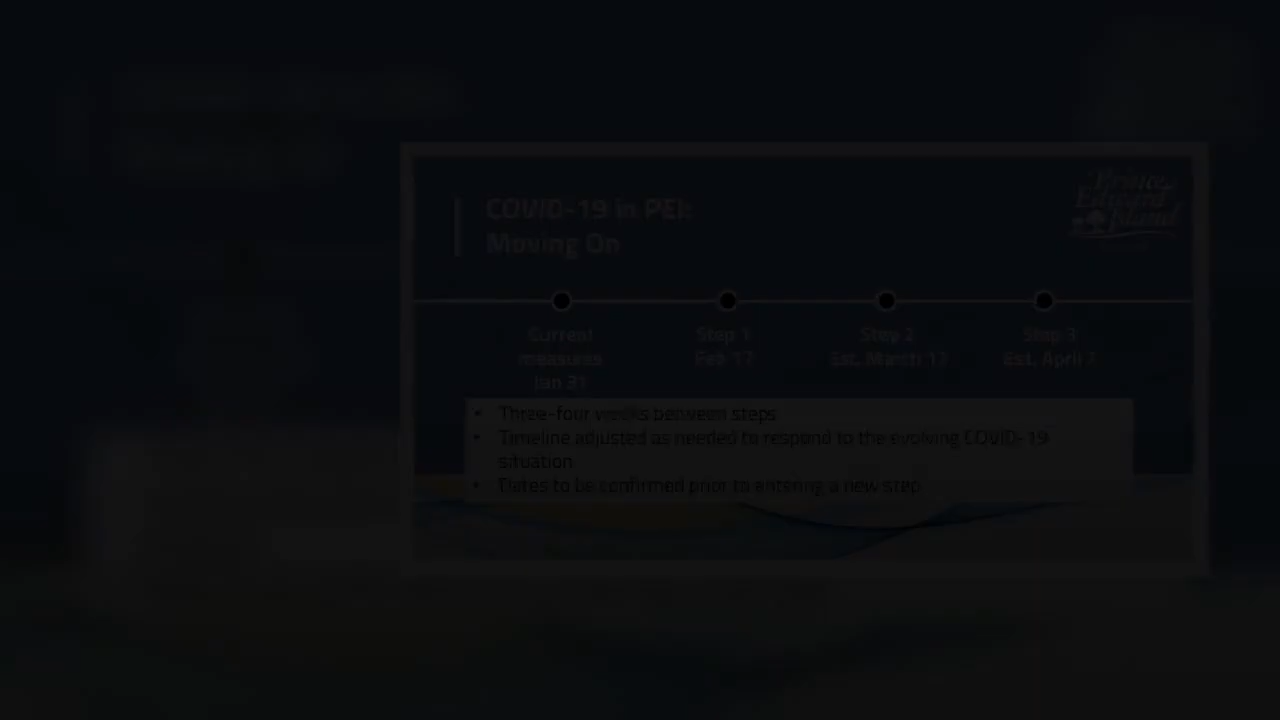 COVID-19 in PEI:
Moving On
Prince
Edward
Island
Current
measures
Jan 31
Step 1
Feb 17
Step 2
Est. March 17
Step 3
Est. April 7
• Three-four weeks between steps
• Timeline adjusted as needed to respond to the evolving COVID-19
situation
• Dates to be confirmed prior to entering a new step